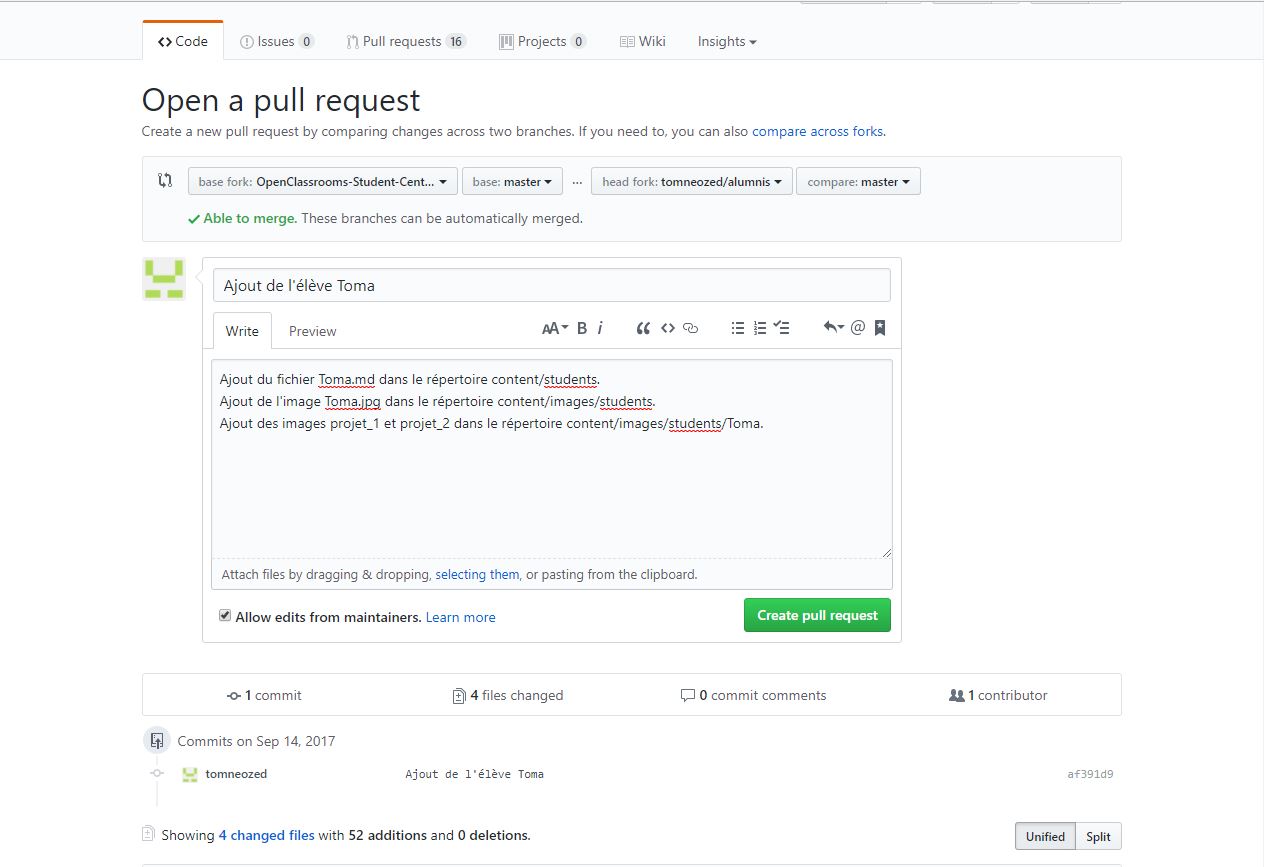 Code Issues 0 Pull requests 16 Projects 0 Wiki Insights
Open a pull request
Create a new pull request by comparing changes across two branches. If you need to, you can also compare across forks.
base fork: OpenClassrooms-Student-Cent... base: master ... head fork: tomneozed/alumnis compare: master
Able to merge. These branches can be automatically merged.
Ajout de l'élève Toma
Write Preview AA B i
Ajout du fichier Toma.md dans le répertoire content/students.
Ajout de l'image Toma.jpg dans le répertoire content/images/students.
Ajout des images projet_1 et projet_2 dans le répertoire content/images/students/Toma.
Attach files by dragging & dropping, selecting them, or pasting from the clipboard.
Allow edits from maintainers. Learn more Create pull request
1 commit 4 files changed 0 commit comments 1 contributor
Commits on Sep 14, 2017
tomneozed Ajout de l'élève Toma af391d9
Showing 4 changed files with 52 additions and 0 deletions. Unified Split